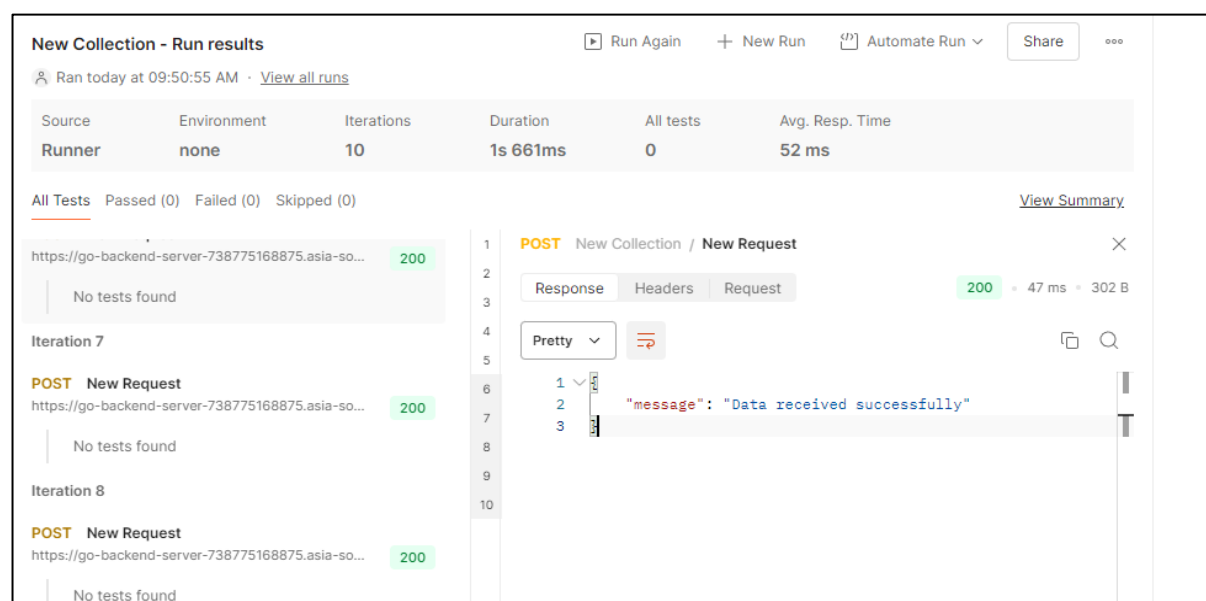 New Collection - Run results
Run Again
New Run
Automate Run
Share
Ran today at 09:50:55 AM · View all runs
Source Environment Iterations Duration All tests Avg. Resp. Time
Runner none 10 1s 661ms 0 52 ms
All Tests Passed (0) Failed (0) Skipped (0) View Summary
https://go-backend-server-738775168875.asia-so... 200
No tests found
Iteration 7
POST New Request
https://go-backend-server-738775168875.asia-so... 200
No tests found
Iteration 8
POST New Request
https://go-backend-server-738775168875.asia-so... 200
No tests found
1
2
3
4
5
6
7
8
9
10
POST New Collection / New Request
Response Headers Request 200 47 ms 302 B
Pretty
1 {
2 "message": "Data received successfully"
3 }